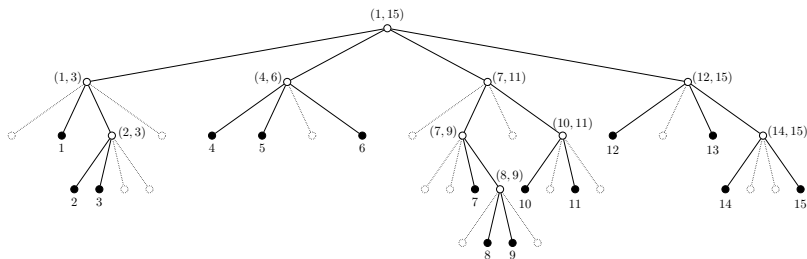 (1, 15)
(1, 3) (4, 6) (7, 11) (12, 15)
1 (2, 3) 4 5 6 (7, 9) (10, 11) 12 13 (14, 15)
2 3 7 (8, 9) 10 11 14 15
8 9